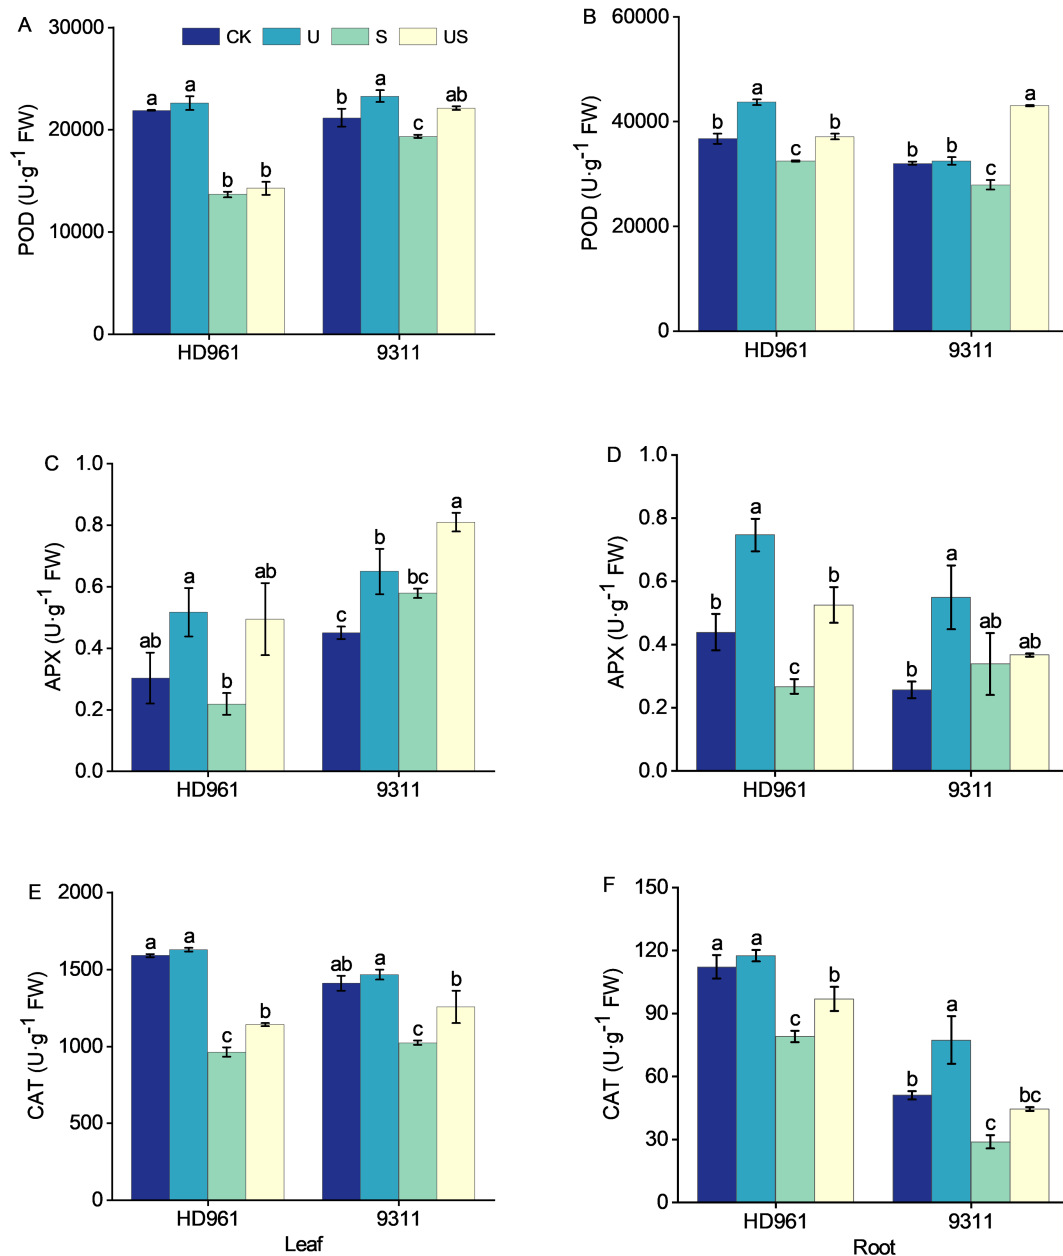 A
30000
20000
10000
0
POD (U·g⁻¹ FW)
CK U S US
a a b b b a c ab
HD961 9311
B
60000
40000
20000
0
POD (U·g⁻¹ FW)
b a c b b b c a
HD961 9311
C
1.0
0.8
0.6
0.4
0.2
0.0
APX (U·g⁻¹ FW)
ab a b ab c b bc a
HD961 9311
D
1.0
0.8
0.6
0.4
0.2
0.0
APX (U·g⁻¹ FW)
b a c b b a ab ab
HD961 9311
E
2000
1500
1000
500
0
CAT (U·g⁻¹ FW)
a a c b ab a c b
HD961 9311
Leaf
F
150
120
90
60
30
0
CAT (U·g⁻¹ FW)
a a c b b a c bc
HD961 9311
Root